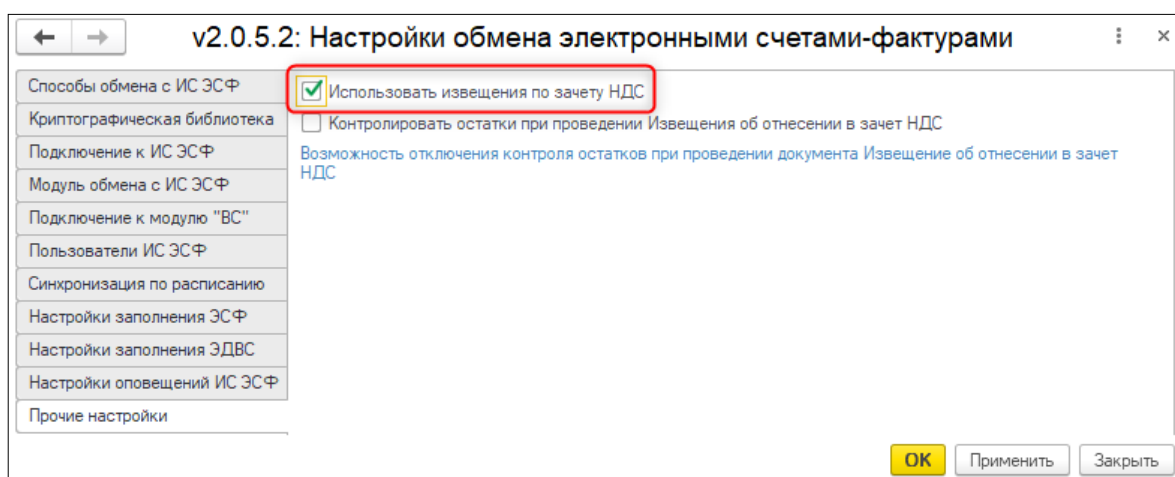 v2.0.5.2: Настройки обмена электронными счетами-фактурами
Способы обмена с ИС ЭСФ
Криптографическая библиотека
Подключение к ИС ЭСФ
Модуль обмена с ИС ЭСФ
Подключение к модулю "ВС"
Пользователи ИС ЭСФ
Синхронизация по расписанию
Настройки заполнения ЭСФ
Настройки заполнения ЭДВС
Настройки оповещений ИС ЭСФ
Прочие настройки
Использовать извещения по зачету НДС
Контролировать остатки при проведении Извещения об отнесении в зачет НДС
Возможность отключения контроля остатков при проведении документа Извещение об отнесении в зачет
НДС
ОК
Применить
Закрыть